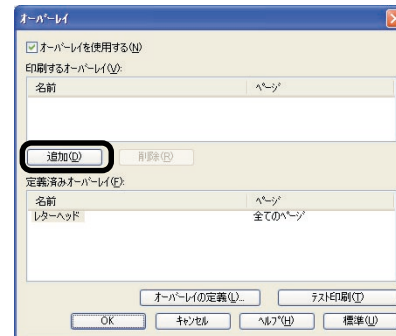 オーバーレイ
オーバーレイを使用する(N)
印刷するオーバーレイ(V):
名前 ページ
追加(D) 削除(R)
定義済みオーバーレイ(F):
名前 ページ
レターヘッド 全てのページ
オーバーレイの定義(L)... テスト印刷(T)
OK キャンセル ヘルプ(H) 標準(U)